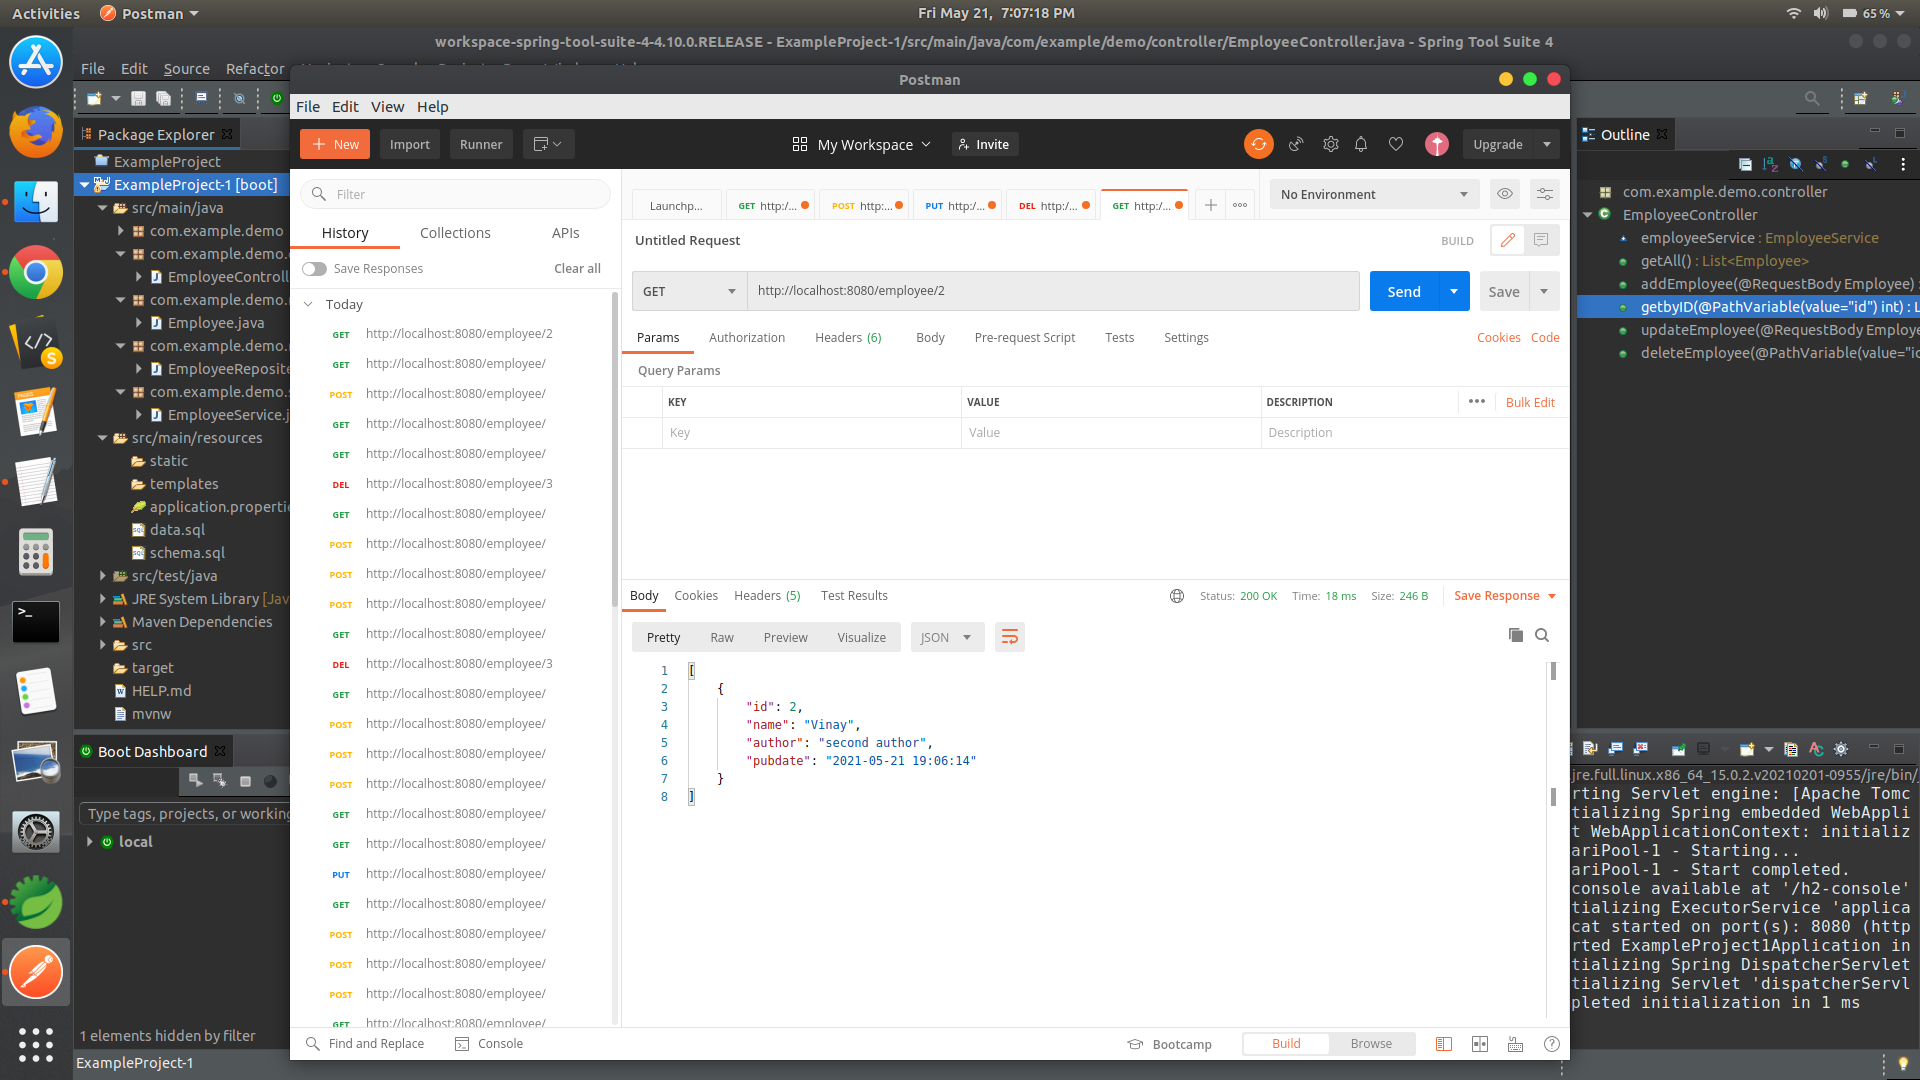 Activities
Postman
Fri May 21, 7:07:18 PM
65 %
workspace-spring-tool-suite-4-4.10.0.RELEASE - ExampleProject-1/src/main/java/com/example/demo/controller/EmployeeController.java - Spring Tool Suite 4
File Edit Source Refactor
Package Explorer
ExampleProject
ExampleProject-1 [boot]
src/main/java
com.example.demo
com.example.demo.
EmployeeControll
com.example.demo.
Employee.java
com.example.demo.
EmployeeReposite
com.example.demo.
EmployeeService.j
src/main/resources
static
templates
application.properti
data.sql
schema.sql
src/test/java
JRE System Library [Jav
Maven Dependencies
src
target
HELP.md
mvnw
Boot Dashboard
Type tags, projects, or working
local
1 elements hidden by filter
ExampleProject-1
Postman
File Edit View Help
New
Import
Runner
My Workspace
Invite
Upgrade
Filter
History
Collections
APIs
Save Responses
Clear all
Today
GET http://localhost:8080/employee/2
GET http://localhost:8080/employee/
POST http://localhost:8080/employee/
GET http://localhost:8080/employee/
GET http://localhost:8080/employee/
DEL http://localhost:8080/employee/3
GET http://localhost:8080/employee/
POST http://localhost:8080/employee/
POST http://localhost:8080/employee/
POST http://localhost:8080/employee/
GET http://localhost:8080/employee/
DEL http://localhost:8080/employee/3
GET http://localhost:8080/employee/
POST http://localhost:8080/employee/
POST http://localhost:8080/employee/
POST http://localhost:8080/employee/
GET http://localhost:8080/employee/
GET http://localhost:8080/employee/
PUT http://localhost:8080/employee/
GET http://localhost:8080/employee/
POST http://localhost:8080/employee/
POST http://localhost:8080/employee/
POST http://localhost:8080/employee/
GET http://localhost:8080/employee/
Launchp...
GET http:/...
POST http:...
PUT http:/...
DEL http:/...
GET http:/...
No Environment
Untitled Request
BUILD
GET
http://localhost:8080/employee/2
Send
Save
Params
Authorization
Headers (6)
Body
Pre-request Script
Tests
Settings
Cookies
Code
Query Params
KEY VALUE DESCRIPTION
Bulk Edit
Key Value Description
Body
Cookies
Headers (5)
Test Results
Status: 200 OK
Time: 18 ms
Size: 246 B
Save Response
Pretty
Raw
Preview
Visualize
JSON
1 [
2 {
3 "id": 2,
4 "name": "Vinay",
5 "author": "second author",
6 "pubdate": "2021-05-21 19:06:14"
7 }
8 ]
Find and Replace
Console
Bootcamp
Build
Browse
Outline
com.example.demo.controller
EmployeeController
employeeService : EmployeeService
getAll() : List<Employee>
addEmployee(@RequestBody Employee) :
getbyID(@PathVariable(value="id") int) : L
updateEmployee(@RequestBody Employe
deleteEmployee(@PathVariable(value="id
jre.full.linux.x86_64_15.0.2.v20210201-0955/jre/bin/
rting Servlet engine: [Apache Tomc
tializing Spring embedded WebAppli
t WebApplicationContext: initializ
ariPool-1 - Starting...
ariPool-1 - Start completed.
console available at '/h2-console'
tializing ExecutorService 'applica
cat started on port(s): 8080 (http
rted ExampleProject1Application in
tializing Spring DispatcherServlet
tializing Servlet 'dispatcherServl
pleted initialization in 1 ms